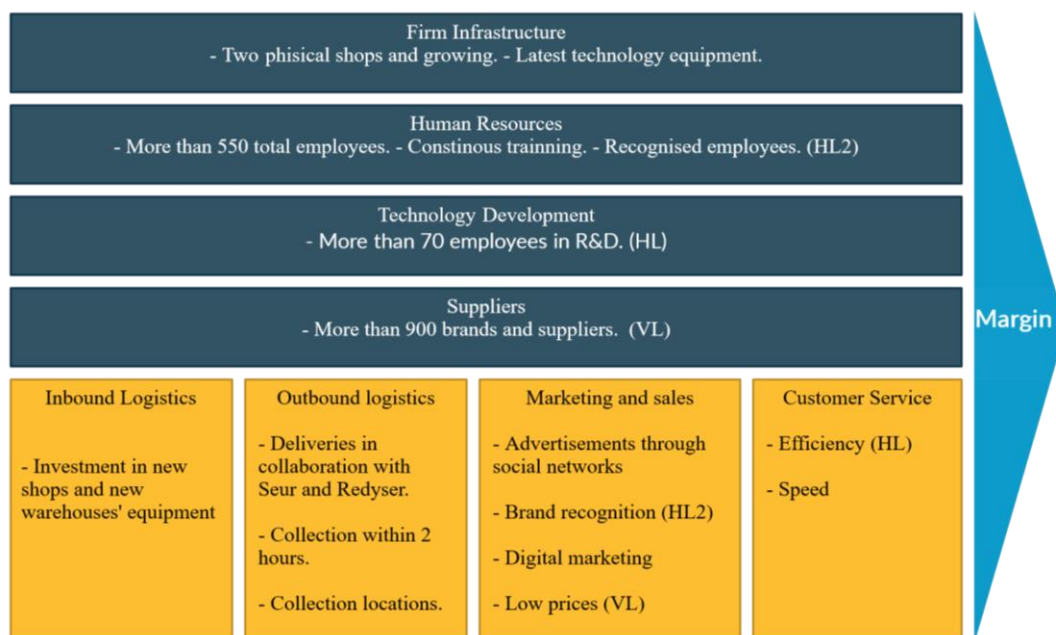 Firm Infrastructure
- Two phisical shops and growing. - Latest technology equipment.
Human Resources
- More than 550 total employees. - Constinous trainning. - Recognised employees. (HL2)
Technology Development
- More than 70 employees in R&D. (HL)
Suppliers
- More than 900 brands and suppliers. (VL)
Margin
Inbound Logistics
- Investment in new
shops and new
warehouses' equipment
Outbound logistics
- Deliveries in
collaboration with
Seur and Redyser.
- Collection within 2
hours.
- Collection locations.
Marketing and sales
- Advertisements through
social networks
- Brand recognition (HL2)
- Digital marketing
- Low prices (VL)
Customer Service
- Efficiency (HL)
- Speed